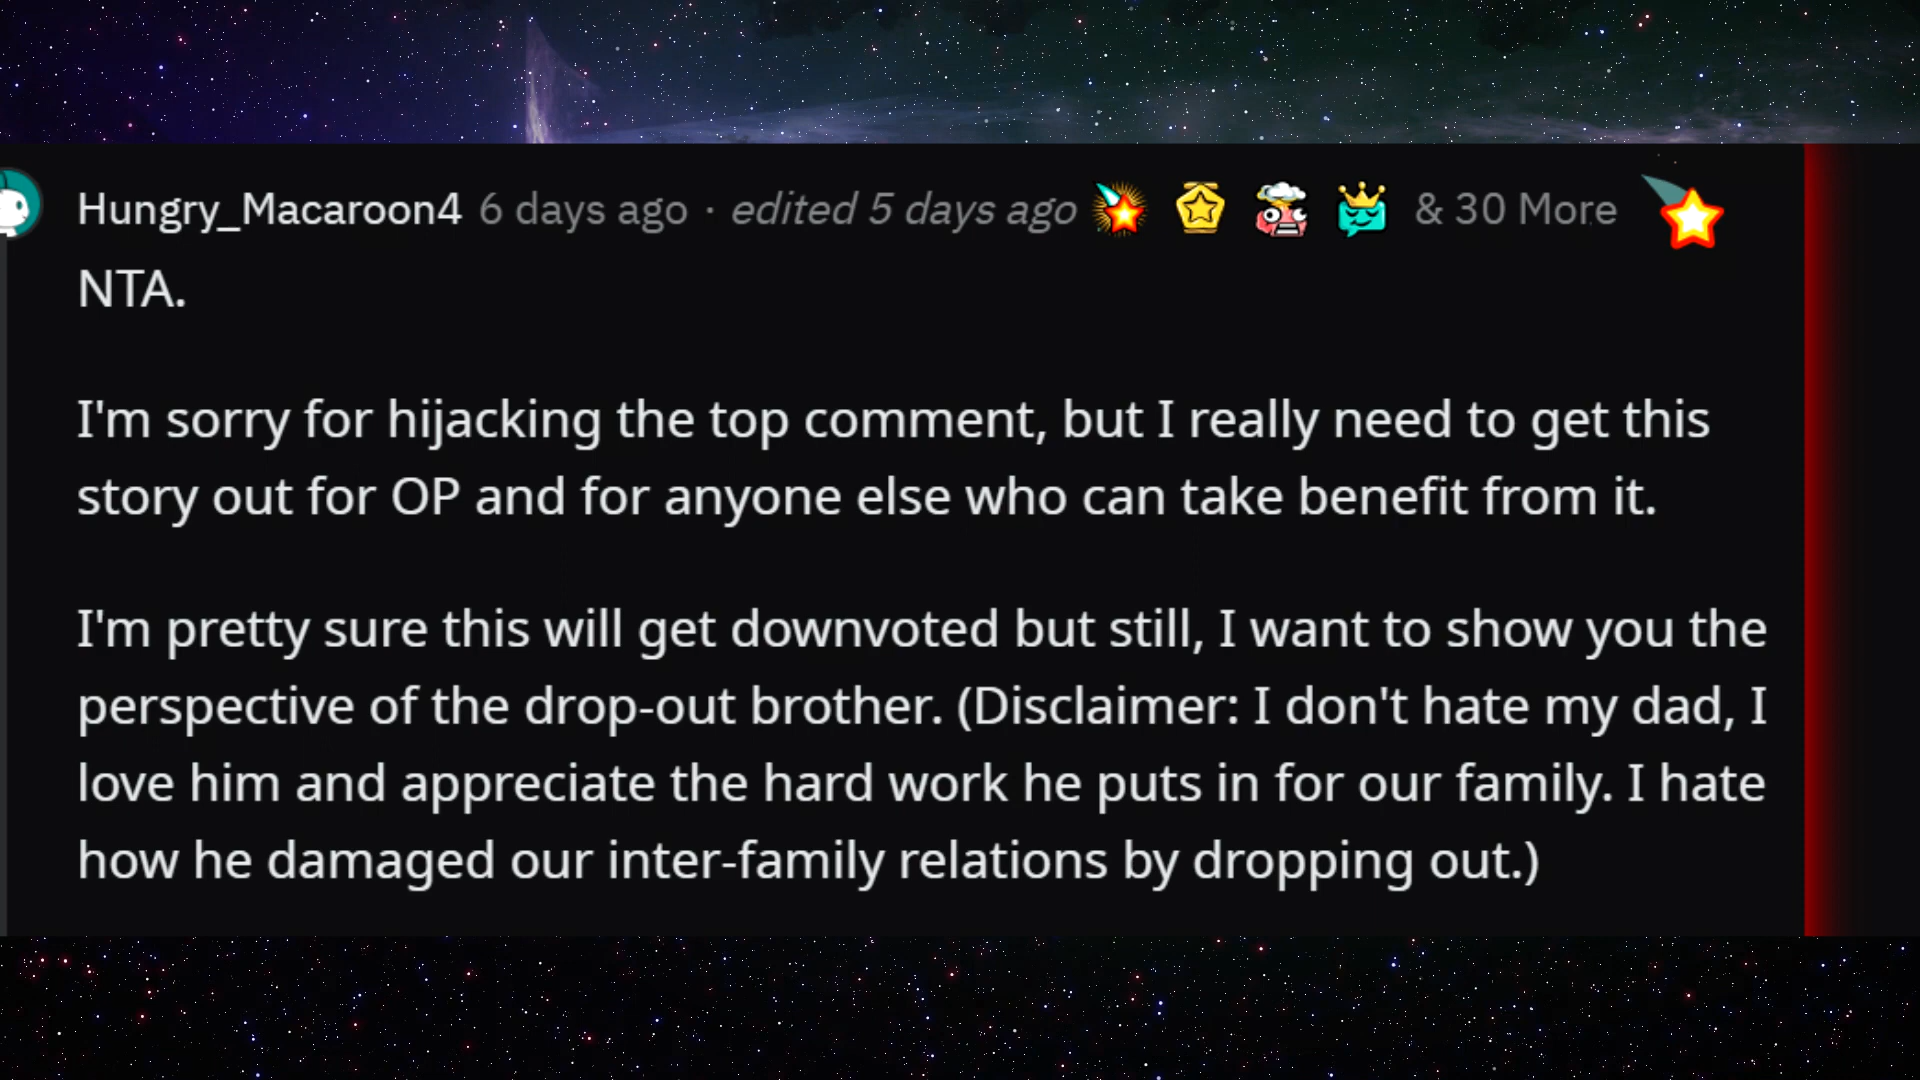 Hungry_Macaroon4 6 days ago · edited 5 days ago & 30 More
NTA.
I'm sorry for hijacking the top comment, but I really need to get this
story out for OP and for anyone else who can take benefit from it.
I'm pretty sure this will get downvoted but still, I want to show you the
perspective of the drop-out brother. (Disclaimer: I don't hate my dad, I
love him and appreciate the hard work he puts in for our family. I hate
how he damaged our inter-family relations by dropping out.)